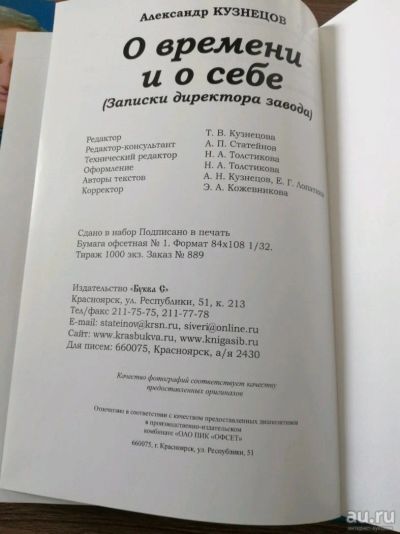 Александр КУЗНЕЦОВ
О времени
и о себе
(Записки директора завода)
Редактор Т. В. Кузнецова
Редактор-консультант А. П. Статейнов
Технический редактор Н. А. Толстикова
Оформление Н. А. Толстикова
Авторы текстов А. Н. Кузнецов, Е. Г. Лопатина
Корректор Э. А. Кожевникова
Сдано в набор Подписано в печать
Бумага офсетная № 1. Формат 84х108 1/32.
Тираж 1000 экз. Заказ № 889
Издательство «Буква С»
Красноярск, ул. Республики, 51, к. 213
Тел/факс 211-75-75, 211-77-78
E-mail: stateinov@krsn.ru, siveri@online.ru
Сайт: www.krasbukva.ru, www.knigasib.ru
Для писем: 660075, Красноярск, а/я 2430
Качество фотографий соответствует качеству
предоставленных оригиналов
Отпечатано в соответствии с качеством предоставленных диапозитивов
в производственно-издательском
комбинате «ОАО ПИК «ОФСЕТ»
660075, г. Красноярск, ул. Республики, 51
au.ru